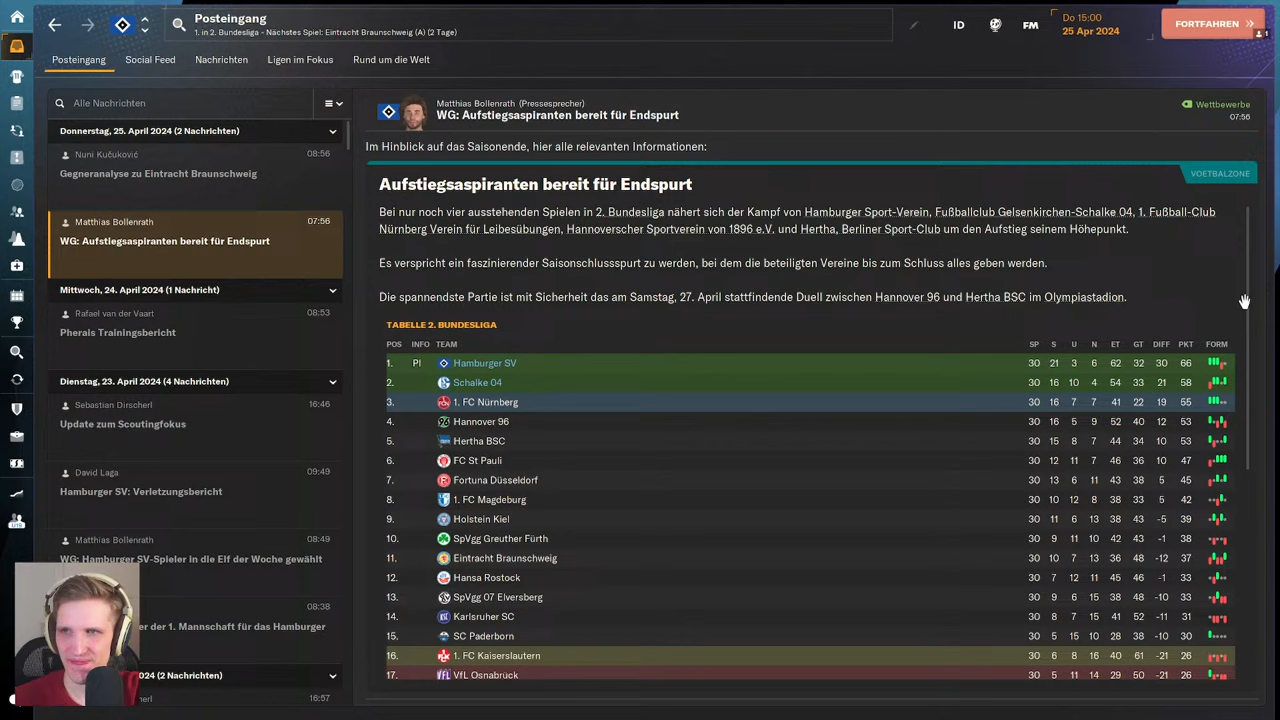 Posteingang
1. in 2. Bundesliga - Nächstes Spiel: Eintracht Braunschweig (A) (2 Tage)
ID
FM
Do 15:00
25 Apr 2024
FORTFAHREN
1
Posteingang
Social Feed
Nachrichten
Ligen im Fokus
Rund um die Welt
Alle Nachrichten
Donnerstag, 25. April 2024 (2 Nachrichten)
Nuni Kučuković
08:56
Gegneranalyse zu Eintracht Braunschweig
Matthias Bollenrath
07:56
WG: Aufstiegsaspiranten bereit für Endspurt
Mittwoch, 24. April 2024 (1 Nachricht)
Rafael van der Vaart
08:53
Pherals Trainingsbericht
Dienstag, 23. April 2024 (4 Nachrichten)
Sebastian Dirscherl
16:46
Update zum Scoutingfokus
David Laga
09:49
Hamburger SV: Verletzungsbericht
Matthias Bollenrath
08:49
WG: Hamburger SV-Spieler in die Elf der Woche gewählt
08:38
er der 1. Mannschaft für das Hamburger
2024 (2 Nachrichten)
16:57
U19
Matthias Bollenrath (Pressesprecher)
WG: Aufstiegsaspiranten bereit für Endspurt
Wettbewerbe
07:56
Im Hinblick auf das Saisonende, hier alle relevanten Informationen:
VOETBALZONE
Aufstiegsaspiranten bereit für Endspurt
Bei nur noch vier ausstehenden Spielen in 2. Bundesliga nähert sich der Kampf von Hamburger Sport-Verein, Fußballclub Gelsenkirchen-Schalke 04, 1. Fußball-Club
Nürnberg Verein für Leibesübungen, Hannoverscher Sportverein von 1896 e.V. und Hertha, Berliner Sport-Club um den Aufstieg seinem Höhepunkt.
Es verspricht ein faszinierender Saisonschlussspurt zu werden, bei dem die beteiligten Vereine bis zum Schluss alles geben werden.
Die spannendste Partie ist mit Sicherheit das am Samstag, 27. April stattfindende Duell zwischen Hannover 96 und Hertha BSC im Olympiastadion.
TABELLE 2. BUNDESLIGA
POS INFO TEAM SP S U N ET GT DIFF PKT FORM
1. PI Hamburger SV 30 21 3 6 62 32 30 66
2. Schalke 04 30 16 10 4 54 33 21 58
3. 1. FC Nürnberg 30 16 7 7 41 22 19 55
4. Hannover 96 30 16 5 9 52 40 12 53
5. Hertha BSC 30 15 8 7 44 34 10 53
6. FC St Pauli 30 12 11 7 46 36 10 47
7. Fortuna Düsseldorf 30 13 6 11 43 38 5 45
8. 1. FC Magdeburg 30 10 12 8 38 33 5 42
9. Holstein Kiel 30 11 6 13 38 43 -5 39
10. SpVgg Greuther Fürth 30 9 11 10 42 43 -1 38
11. Eintracht Braunschweig 30 10 7 13 36 48 -12 37
12. Hansa Rostock 30 7 12 11 45 46 -1 33
13. SpVgg 07 Elversberg 30 9 6 15 38 48 -10 33
14. Karlsruher SC 30 8 7 15 41 52 -11 31
15. SC Paderborn 30 5 15 10 28 38 -10 30
16. 1. FC Kaiserslautern 30 6 8 16 40 61 -21 26
17. VfL Osnabrück 30 5 11 14 29 50 -21 26